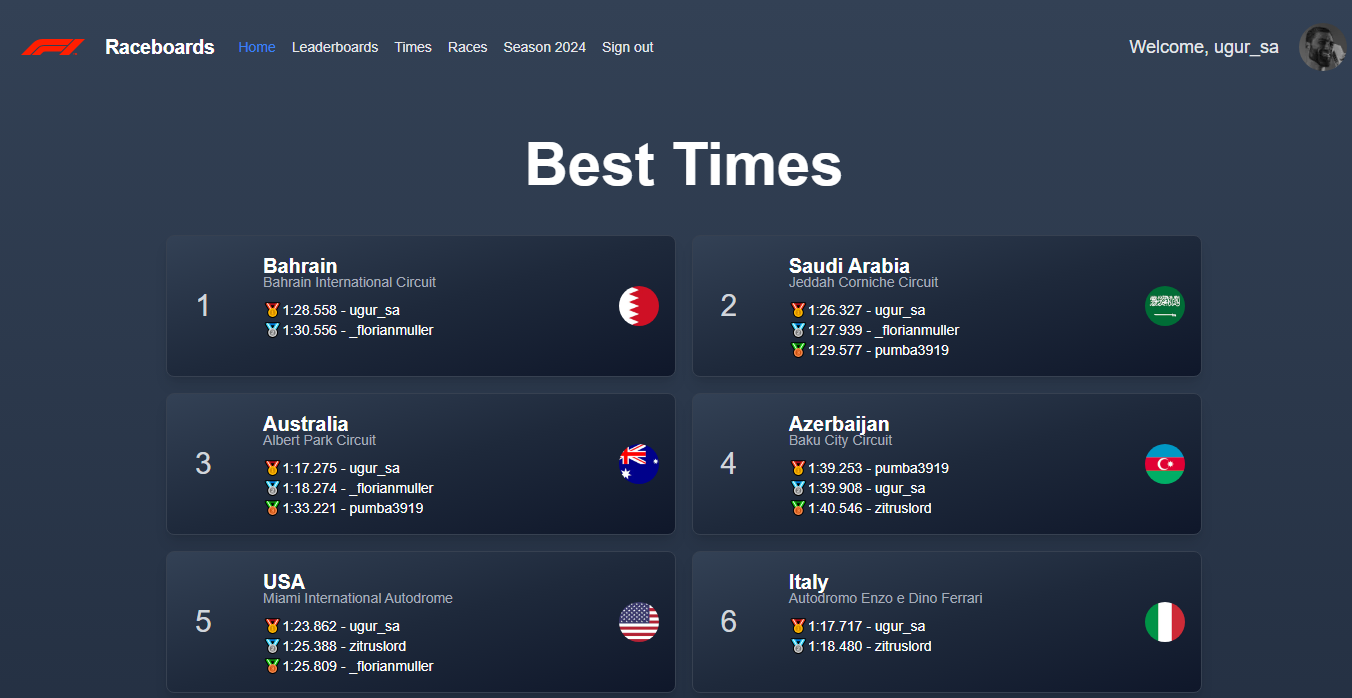 Raceboards Home Leaderboards Times Races Season 2024 Sign out Welcome, ugur_sa
Best Times
1
Bahrain
Bahrain International Circuit
1:28.558 - ugur_sa
1:30.556 - _florianmuller
2
Saudi Arabia
Jeddah Corniche Circuit
1:26.327 - ugur_sa
1:27.939 - _florianmuller
1:29.577 - pumba3919
3
Australia
Albert Park Circuit
1:17.275 - ugur_sa
1:18.274 - _florianmuller
1:33.221 - pumba3919
4
Azerbaijan
Baku City Circuit
1:39.253 - pumba3919
1:39.908 - ugur_sa
1:40.546 - zitruslord
5
USA
Miami International Autodrome
1:23.862 - ugur_sa
1:25.388 - zitruslord
1:25.809 - _florianmuller
6
Italy
Autodromo Enzo e Dino Ferrari
1:17.717 - ugur_sa
1:18.480 - zitruslord